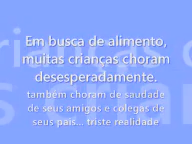 Em busca de alimento,
muitas crianças choram
desesperadamente.
também choram de saudade
de seus amigos e colegas de
seus pais... triste realidade